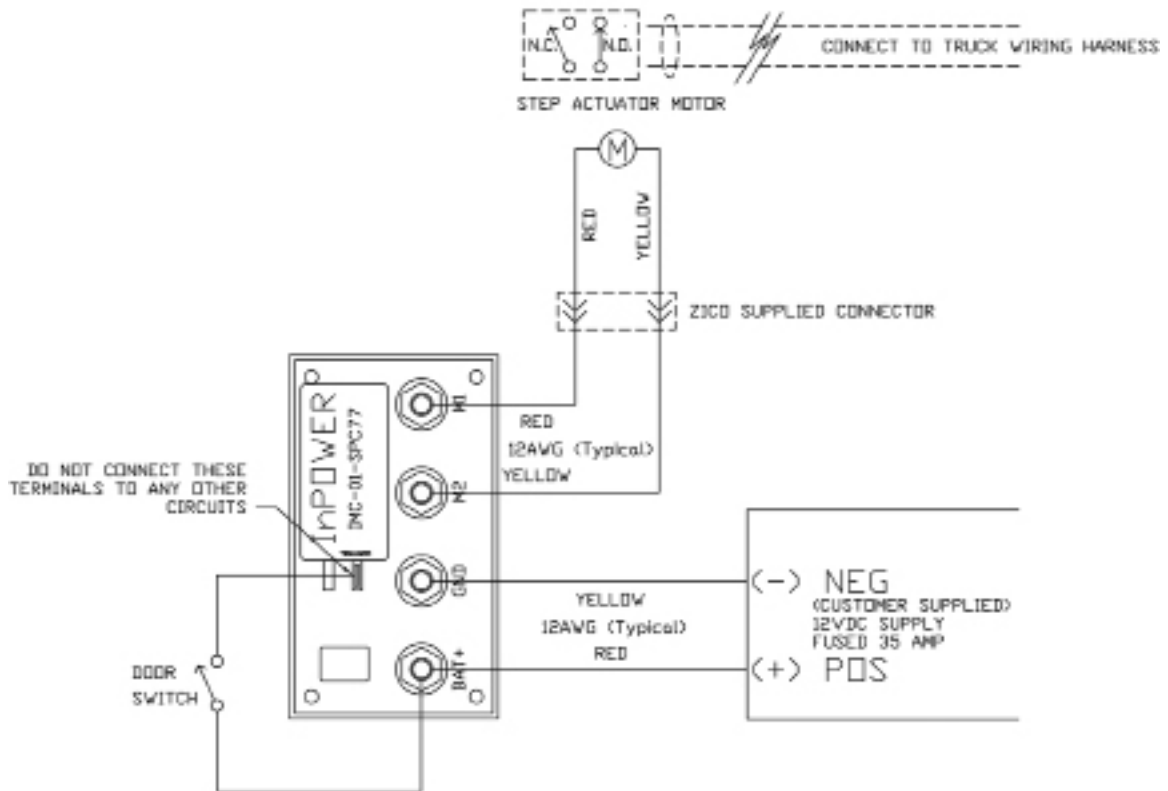 N.C. N.O.
CONNECT TO TRUCK WIRING HARNESS
STEP ACTUATOR MOTOR
M
RED
YELLOW
ZICO SUPPLIED CONNECTOR
InPOWER
IMC-01-SPC77
M1
M2
GND
BAT+
RED
12AWG (Typical)
YELLOW
DO NOT CONNECT THESE
TERMINALS TO ANY OTHER
CIRCUITS
YELLOW
12AWG (Typical)
RED
(-) NEG
(CUSTOMER SUPPLIED)
12VDC SUPPLY
FUSED 35 AMP
(+) POS
DOOR
SWITCH